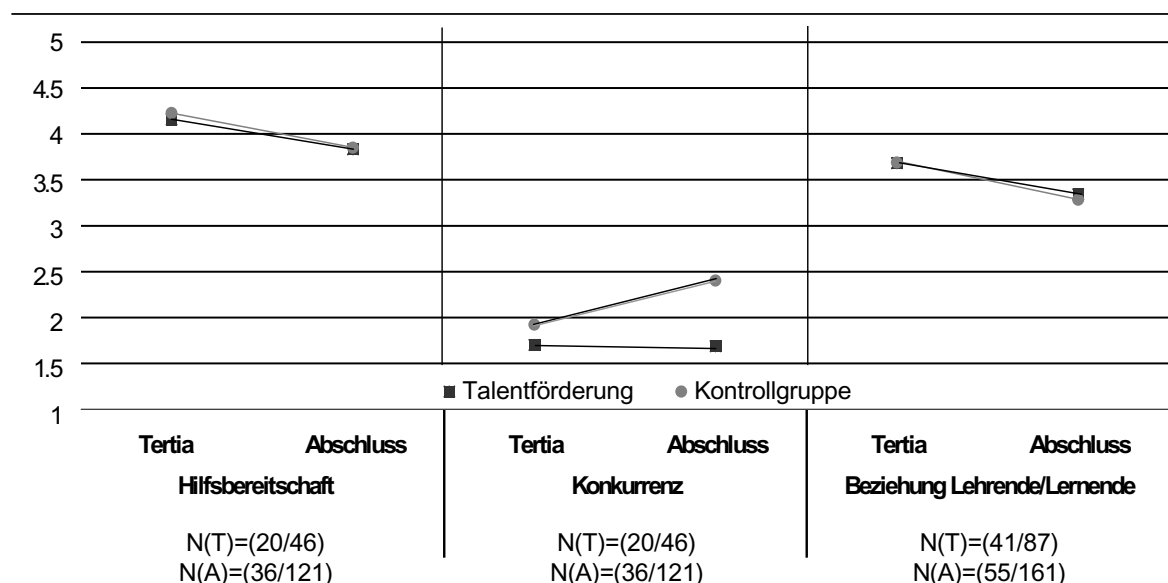 5
4.5
4
3.5
3
2.5
2
1.5
1
Talentförderung Kontrollgruppe
Tertia Abschluss Tertia Abschluss Tertia Abschluss
Hilfsbereitschaft Konkurrenz Beziehung Lehrende/Lernende
N(T)=(20/46) N(T)=(20/46) N(T)=(41/87)
N(A)=(36/121) N(A)=(36/121) N(A)=(55/161)